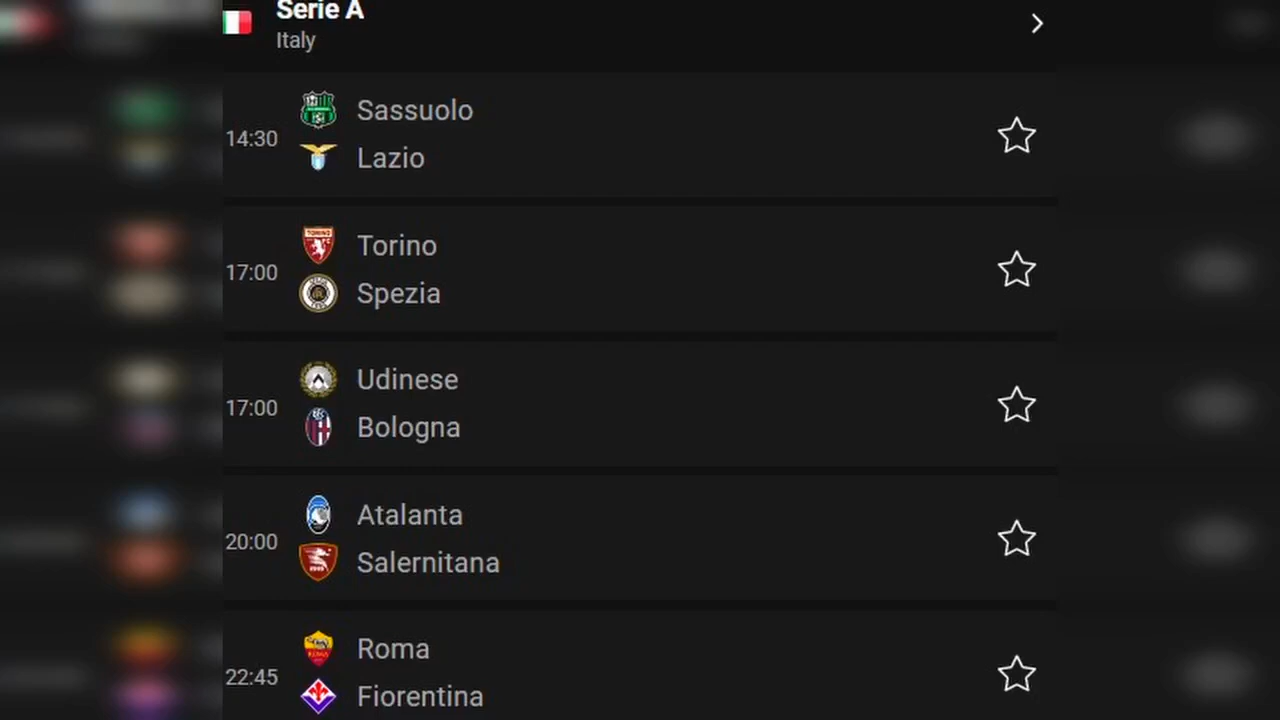 Serie A
Italy
14:30
Sassuolo
Lazio
17:00
Torino
Spezia
17:00
Udinese
Bologna
20:00
Atalanta
Salernitana
22:45
Roma
Fiorentina